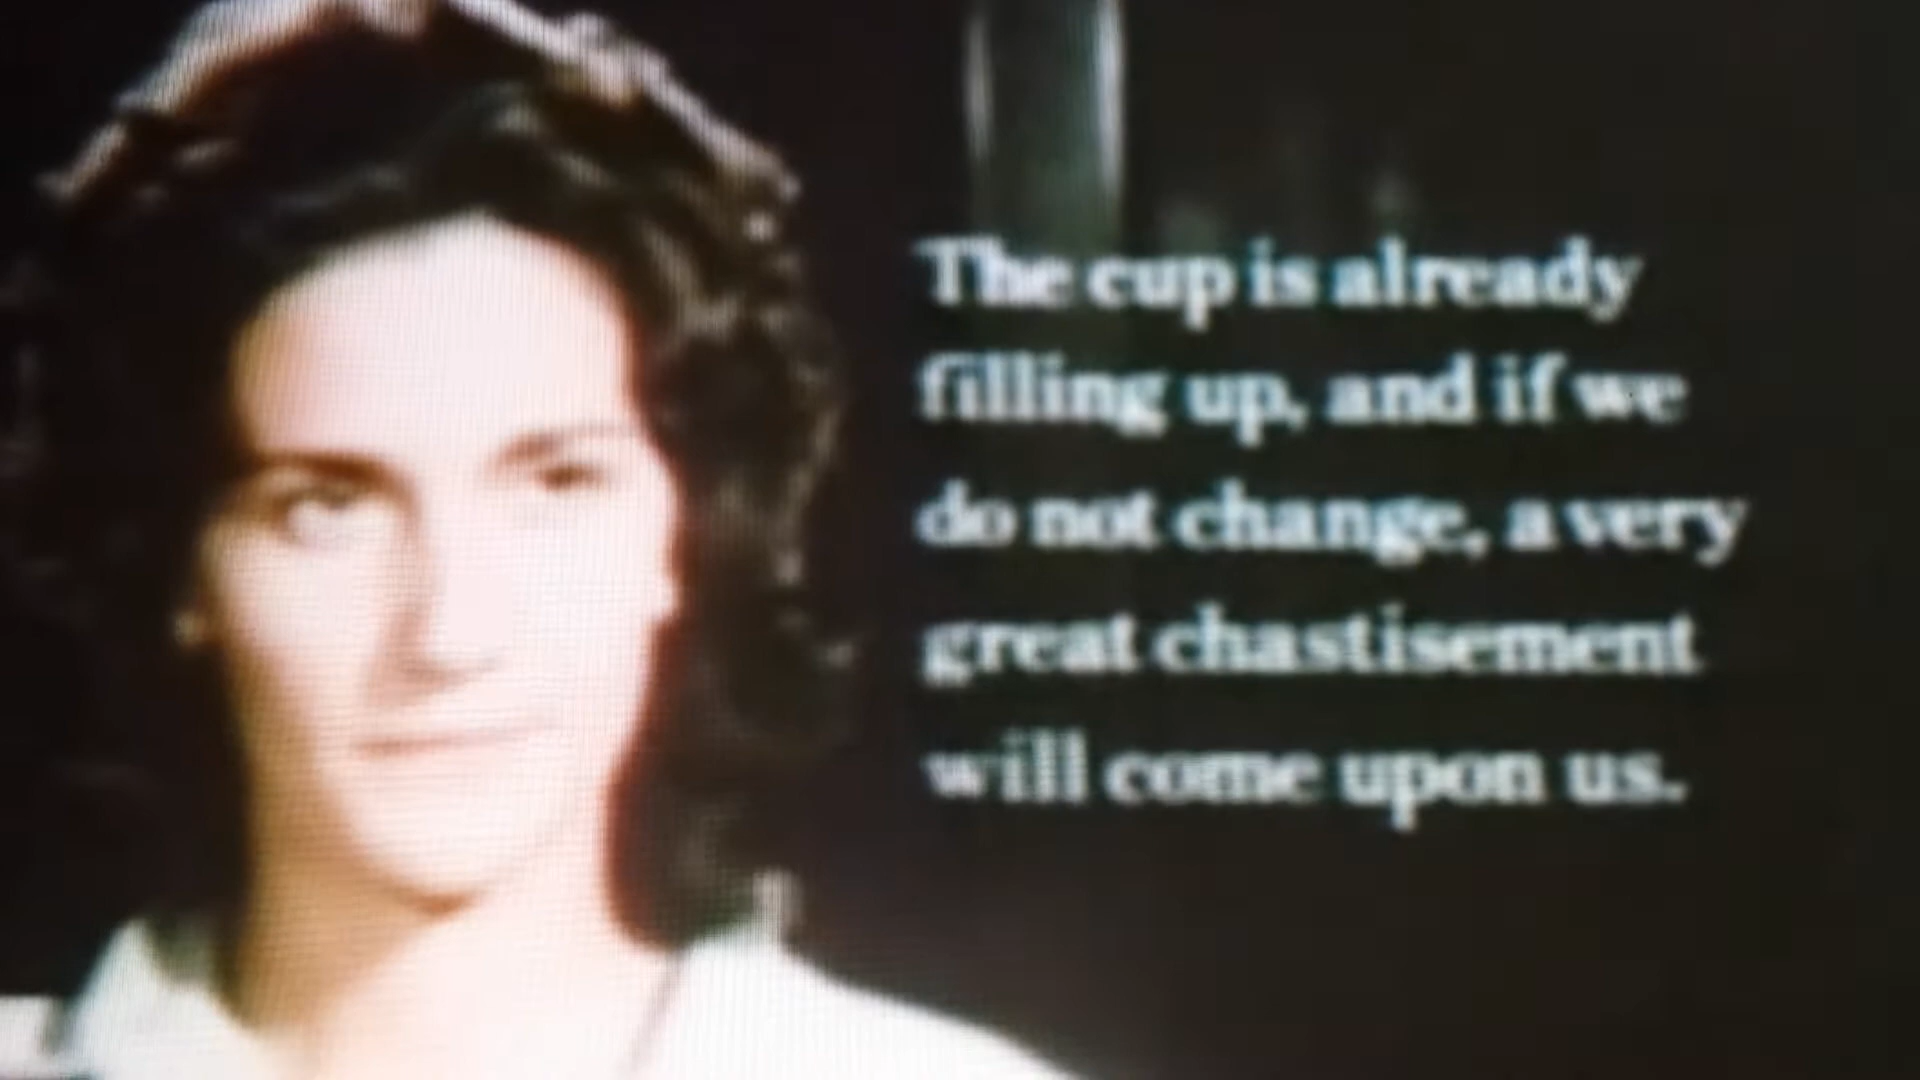 The cup is already
filling up, and if we
do not change, a very
great chastisement
will come upon us.